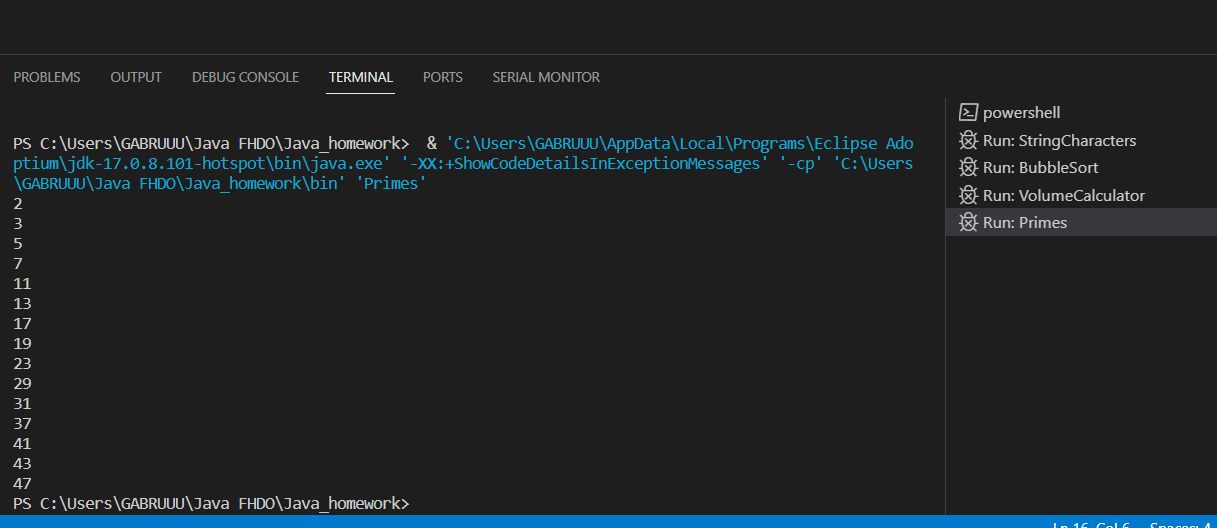 PROBLEMS OUTPUT DEBUG CONSOLE TERMINAL PORTS SERIAL MONITOR
PS C:\Users\GABRUUU\Java FHDO\Java_homework> & 'C:\Users\GABRUUU\AppData\Local\Programs\Eclipse Ado
ptium\jdk-17.0.8.101-hotspot\bin\java.exe' '-XX:+ShowCodeDetailsInExceptionMessages' '-cp' 'C:\Users
\GABRUUU\Java FHDO\Java_homework\bin' 'Primes'
2
3
5
7
11
13
17
19
23
29
31
37
41
43
47
PS C:\Users\GABRUUU\Java FHDO\Java_homework>
powershell
Run: StringCharacters
Run: BubbleSort
Run: VolumeCalculator
Run: Primes
Ln 16, Col 6 Spaces: 4